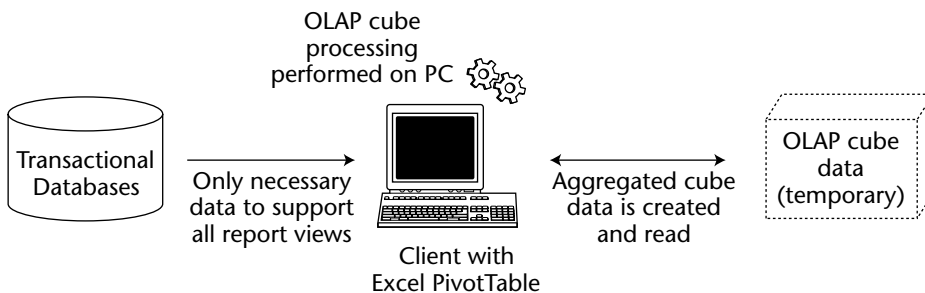 OLAP cube
processing
performed on PC
Transactional
Databases
Only necessary
data to support
all report views
Client with
Excel PivotTable
Aggregated cube
data is created
and read
OLAP cube
data
(temporary)